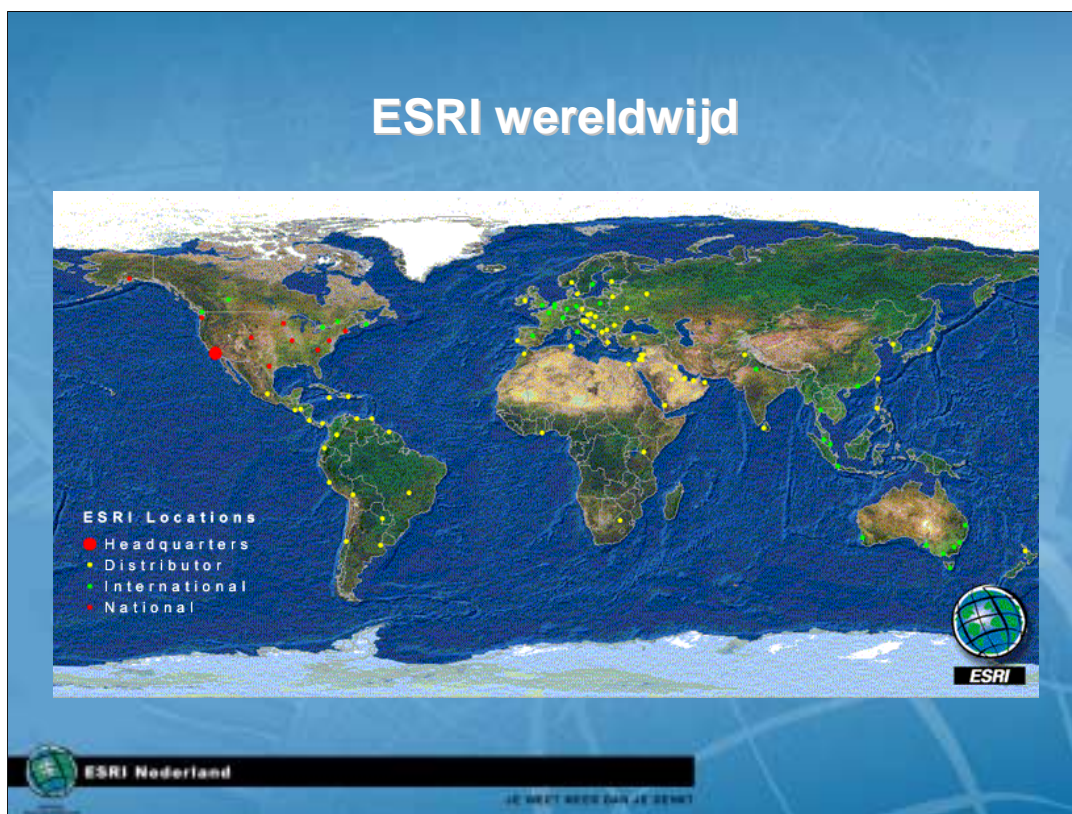 ESRI wereldwijd
ESRI Locations
Headquarters
Distributor
International
National
ESRI
ESRI Nederland
JE WEET MEER DAN JE DENKT